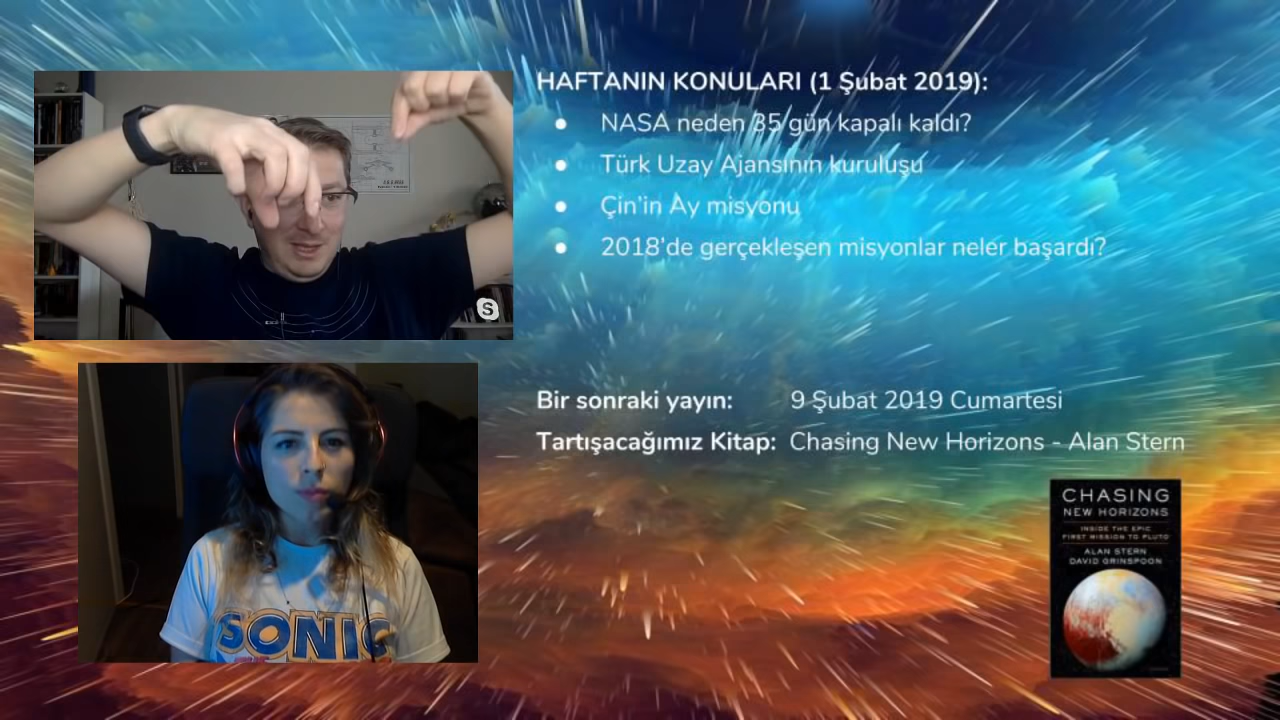 HAFTANIN KONULARI (1 Şubat 2019):
● NASA neden 35 gün kapalı kaldı?
● Türk Uzay Ajansının kuruluşu
● Çin’in Ay misyonu
● 2018’de gerçekleşen misyonlar neler başardı?
Bir sonraki yayın: 9 Şubat 2019 Cumartesi
Tartışacağımız Kitap: Chasing New Horizons - Alan Stern
CHASING
NEW HORIZONS
INSIDE THE EPIC
FIRST MISSION TO PLUTO
ALAN STERN
DAVID GRINSPOON
S
SONIC